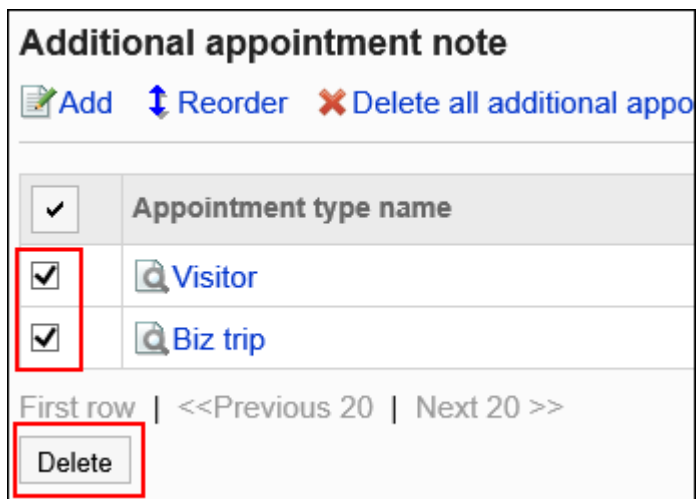 Additional appointment note
Add Reorder Delete all additional appo
Appointment type name
Visitor
Biz trip
First row | <<Previous 20 | Next 20 >>
Delete